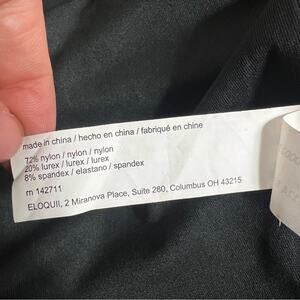 made in china / hecho en china / fabriqué en chine
72% nylon / nylon / nylon
20% lurex / lurex / lurex
8% spandex / elastano / spandex
rn 142711
ELOQUII, 2 Miranova Place, Suite 280, Columbus OH 43215